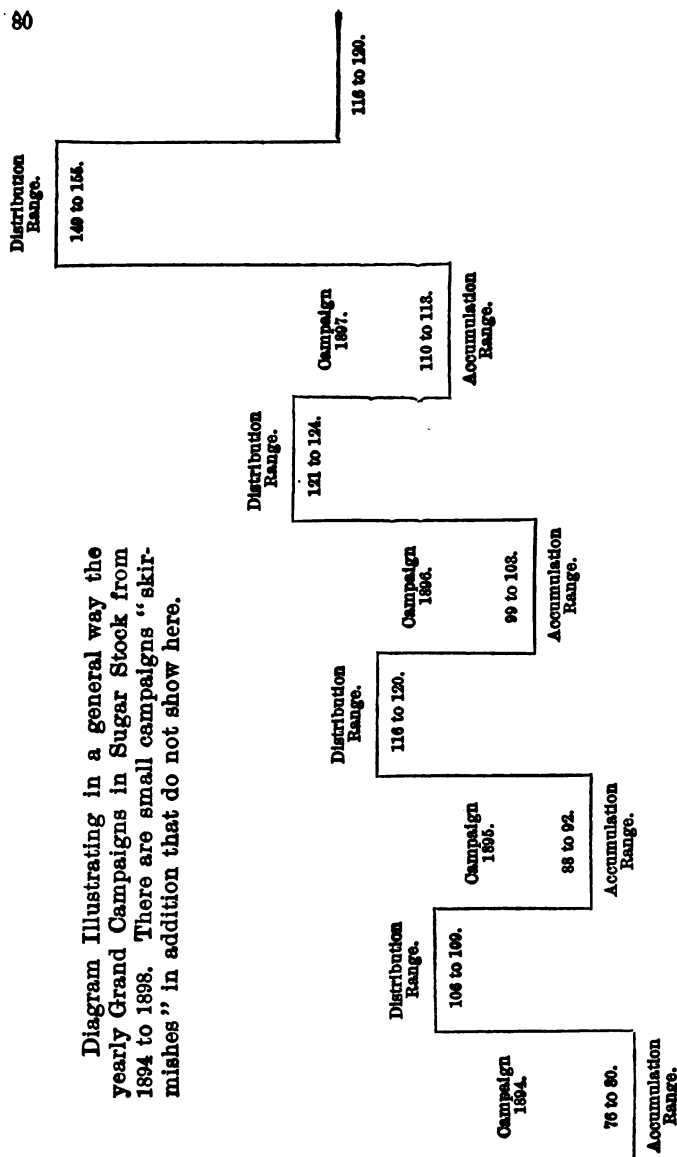 Diagram Illustrating in a general way the
yearly Grand Campaigns in Sugar Stock from
1894 to 1898. There are small campaigns "skir-
mishes" in addition that do not show here.
Accumulation
Range.
76 to 80.
Campaign
1894.
Distribution
Range.
106 to 109.
Accumulation
Range.
88 to 92.
Campaign
1895.
Distribution
Range.
116 to 120.
Accumulation
Range.
99 to 103.
Campaign
1896.
Distribution
Range.
121 to 124.
Accumulation
Range.
110 to 113.
Campaign
1897.
Distribution
Range.
149 to 155.
116 to 120.